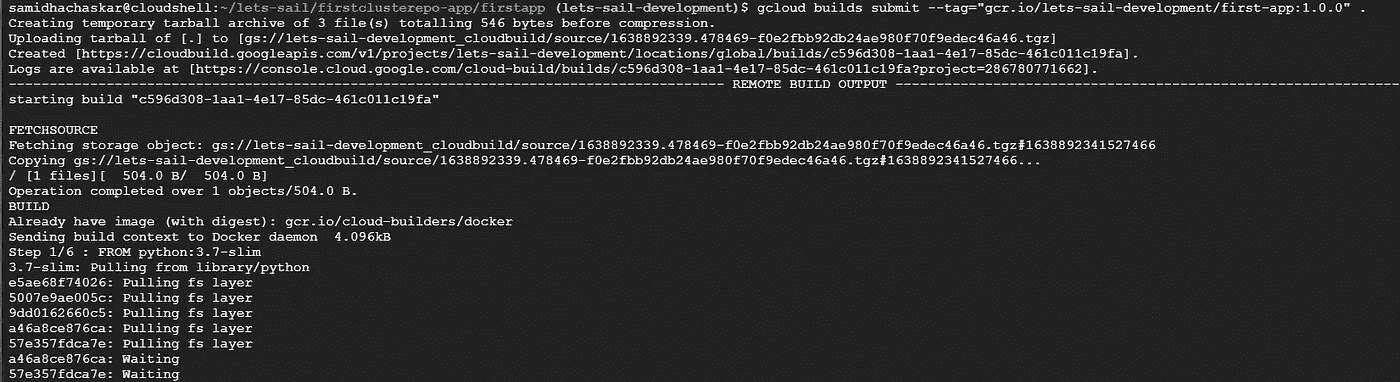 samidhachaskar@cloudshell:~/lets-sail/firstclusterepo-app/firstapp (lets-sail-development)$ gcloud builds submit --tag="gcr.io/lets-sail-development/first-app:1.0.0" .
Creating temporary tarball archive of 3 file(s) totalling 546 bytes before compression.
Uploading tarball of [.] to [gs://lets-sail-development_cloudbuild/source/1638892339.478469-f0e2fbb92db24ae980f70f9edec46a46.tgz]
Created [https://cloudbuild.googleapis.com/v1/projects/lets-sail-development/locations/global/builds/c596d308-1aa1-4e17-85dc-461c011c19fa].
Logs are available at [https://console.cloud.google.com/cloud-build/builds/c596d308-1aa1-4e17-85dc-461c011c19fa?project=286780771662].
---------------------------------------------------------------------------------------- REMOTE BUILD OUTPUT ----------------------------------------------------------------
starting build "c596d308-1aa1-4e17-85dc-461c011c19fa"
FETCHSOURCE
Fetching storage object: gs://lets-sail-development_cloudbuild/source/1638892339.478469-f0e2fbb92db24ae980f70f9edec46a46.tgz#1638892341527466
Copying gs://lets-sail-development_cloudbuild/source/1638892339.478469-f0e2fbb92db24ae980f70f9edec46a46.tgz#1638892341527466...
/ [1 files][  504.0 B/  504.0 B]
Operation completed over 1 objects/504.0 B.
BUILD
Already have image (with digest): gcr.io/cloud-builders/docker
Sending build context to Docker daemon  4.096kB
Step 1/6 : FROM python:3.7-slim
3.7-slim: Pulling from library/python
e5ae68f74026: Pulling fs layer
5007e9ae005c: Pulling fs layer
9dd0162660c5: Pulling fs layer
a46a8ce876ca: Pulling fs layer
57e357fdca7e: Pulling fs layer
a46a8ce876ca: Waiting
57e357fdca7e: Waiting